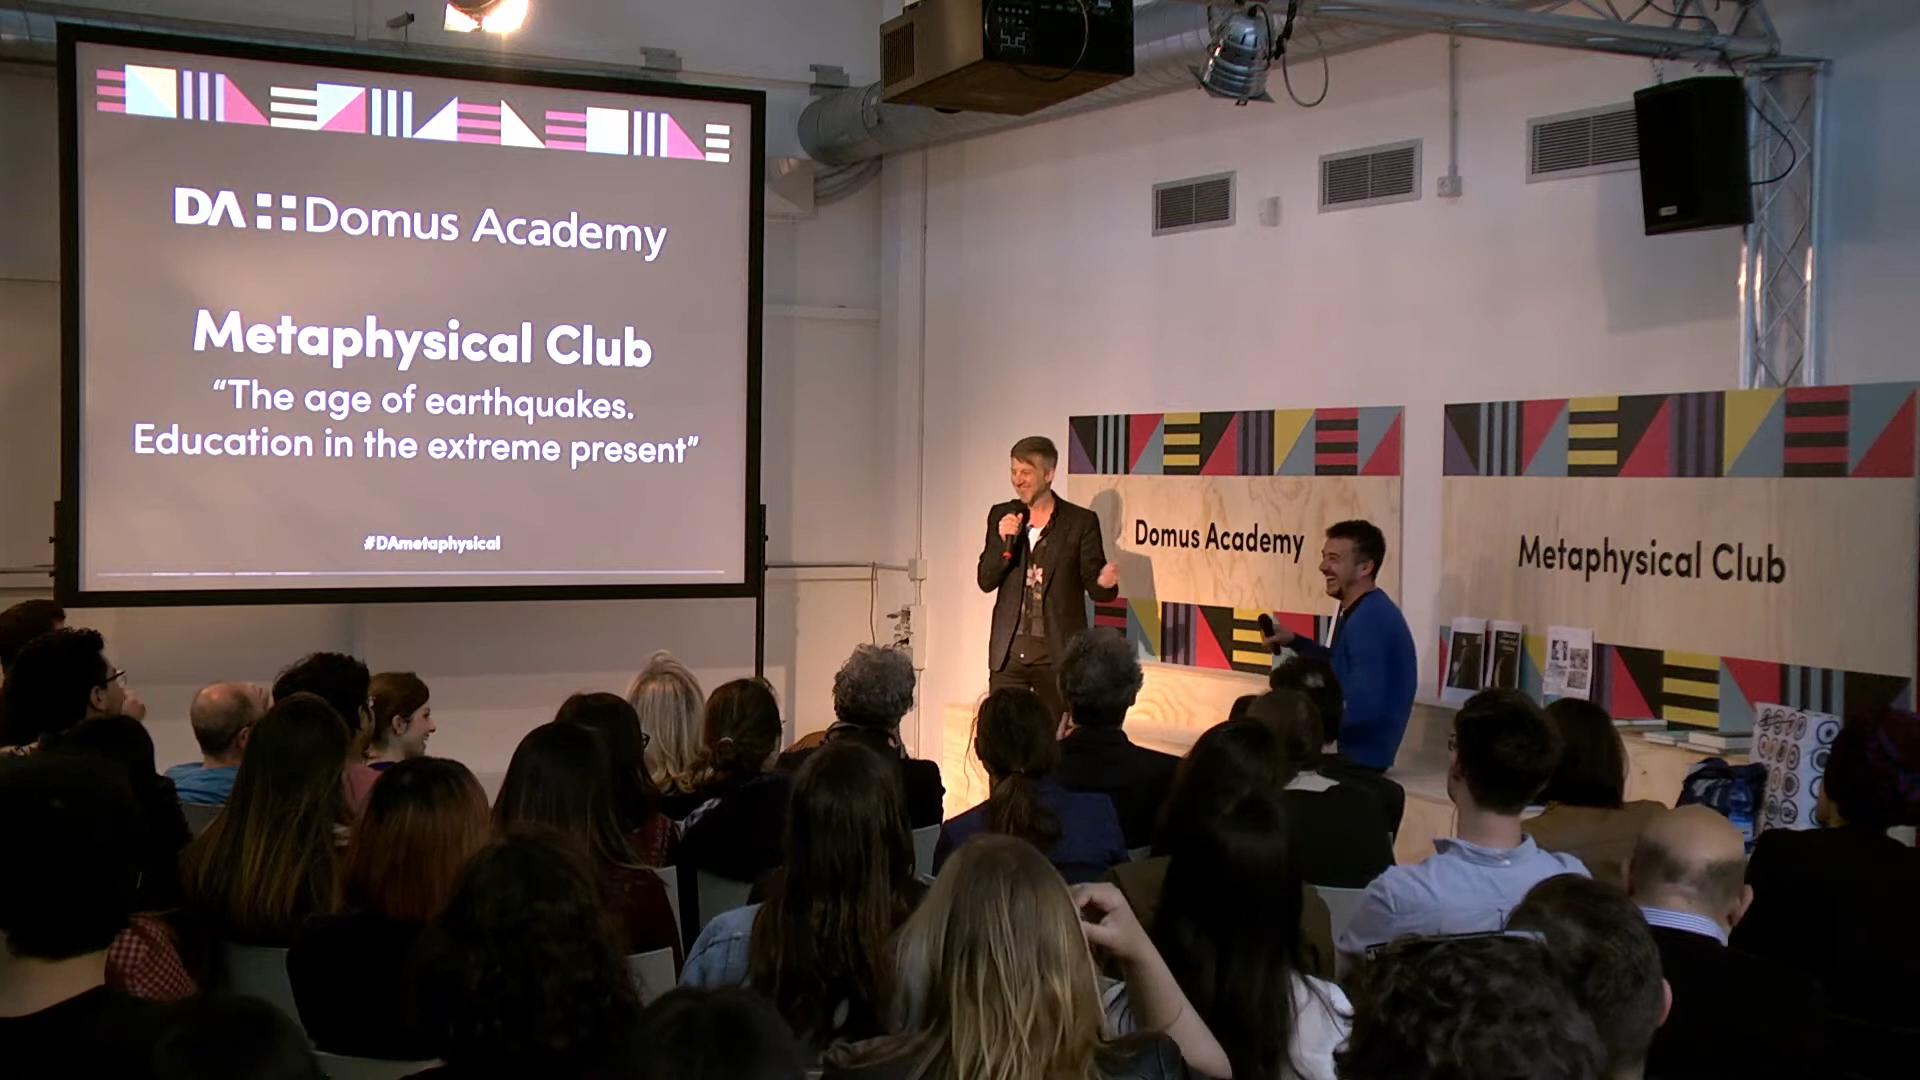 DA Domus Academy
Metaphysical Club
“The age of earthquakes.
Education in the extreme present”
#DAmetaphysical
Domus Academy
Metaphysical Club